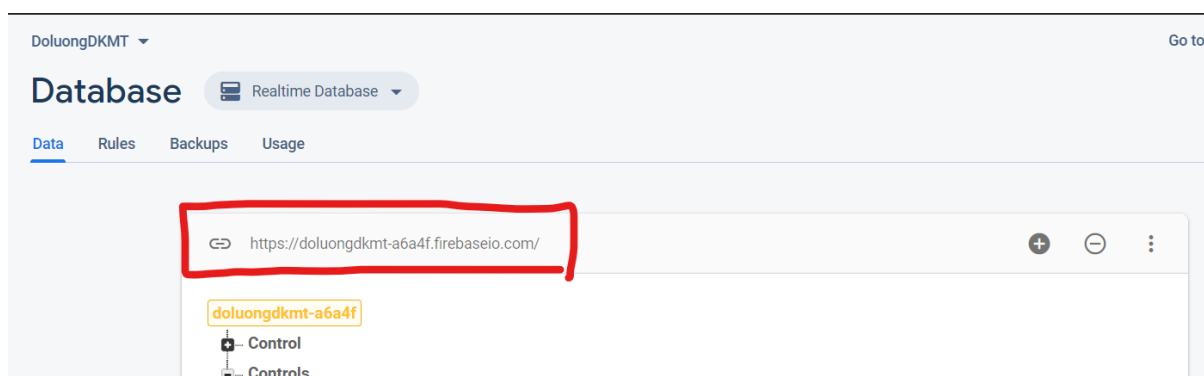 DoluongDKMT
Go to
Database Realtime Database
Data Rules Backups Usage
https://doluongdkmt-a6a4f.firebaseio.com/
doluongdkmt-a6a4f
Control
Controls